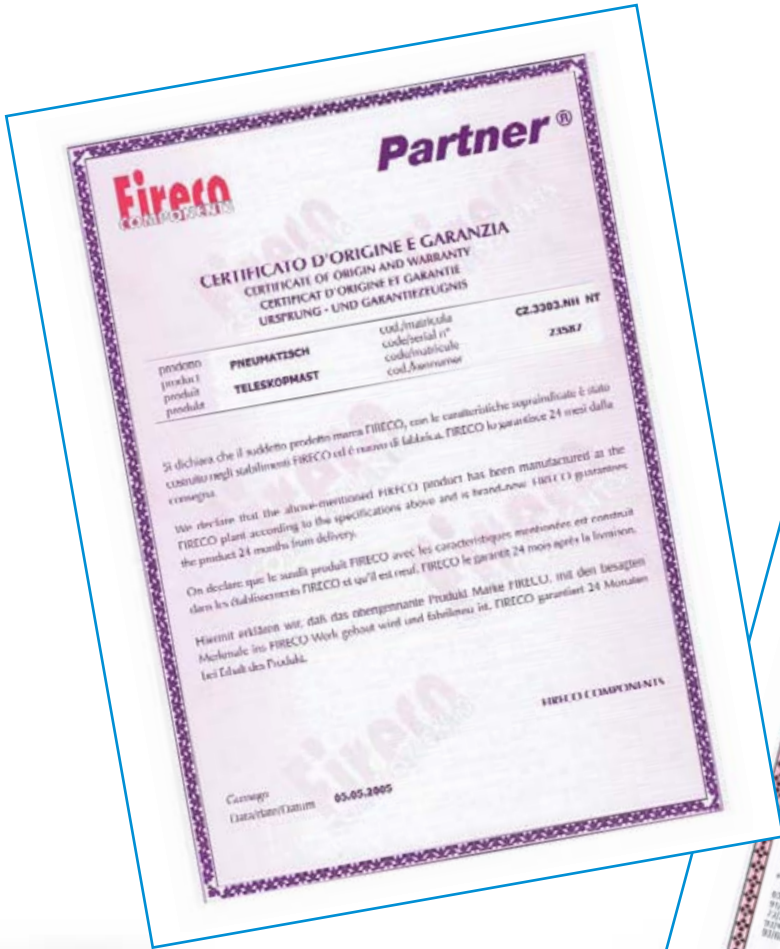 Fireco
COMPONENTS
Partner®
CERTIFICATO D'ORIGINE E GARANZIA
CERTIFICATE OF ORIGIN AND WARRANTY
CERTIFICAT D'ORIGINE ET GARANTIE
URSPRUNG - UND GARANTIEZEUGNIS
prodotto
product
produit
produkt
PNEUMATISCH
TELESKOPMAST
cod./matricola
code/serial n°
code/matricule
cod./kennumer
CZ.3303.NH NT
23587
Si dichiara che il suddetto prodotto marca FIRECO, con le caratteristiche sopraindicate è stato
costruito negli stabilimenti FIRECO ed é nuovo di fabbrica. FIRECO lo garantisce 24 mesi dalla
consegna.
We declare that the above-mentioned FIRECO product has been manufactured at the
FIRECO plant according to the specifications above and is brand-new FIRECO guarantees
the product 24 months from delivery.
On declare que le susdit produit FIRECO avec les caractéristiques mentionées est construit
dans les établissements FIRECO et qu'il est neuf. FIRECO le garantit 24 mois après la livraison.
Hiermit erklären wir, daß das obengennante Produkt Marke FIRECO, mit den besagten
Merkmale ins FIRECO Work gebaut wird und fabrikneu ist. FIRECO garantiert 24 Monaten
bei Erhalt des Produkt.
FIRECO COMPONENTS
Gussago
Data/date/Datum 05.05.2005